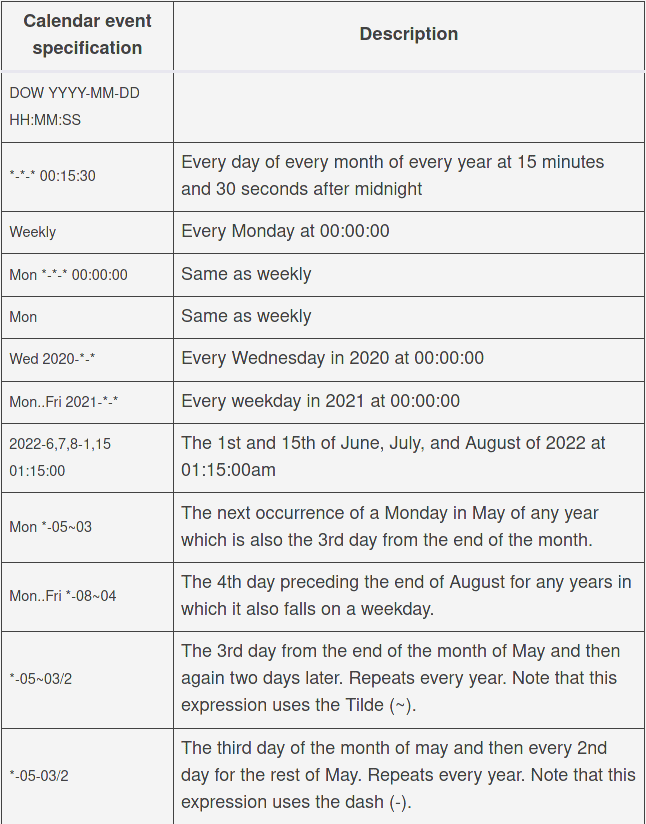 Calendar event
specification
Description
DOW YYYY-MM-DD
HH:MM:SS
*-*-* 00:15:30
Every day of every month of every year at 15 minutes
and 30 seconds after midnight
Weekly
Every Monday at 00:00:00
Mon *-*-* 00:00:00
Same as weekly
Mon
Same as weekly
Wed 2020-*-*
Every Wednesday in 2020 at 00:00:00
Mon..Fri 2021-*-*
Every weekday in 2021 at 00:00:00
2022-6,7,8-1,15
01:15:00
The 1st and 15th of June, July, and August of 2022 at
01:15:00am
Mon *-05~03
The next occurrence of a Monday in May of any year
which is also the 3rd day from the end of the month.
Mon..Fri *-08~04
The 4th day preceding the end of August for any years in
which it also falls on a weekday.
*-05~03/2
The 3rd day from the end of the month of May and then
again two days later. Repeats every year. Note that this
expression uses the Tilde (~).
*-05-03/2
The third day of the month of may and then every 2nd
day for the rest of May. Repeats every year. Note that this
expression uses the dash (-).